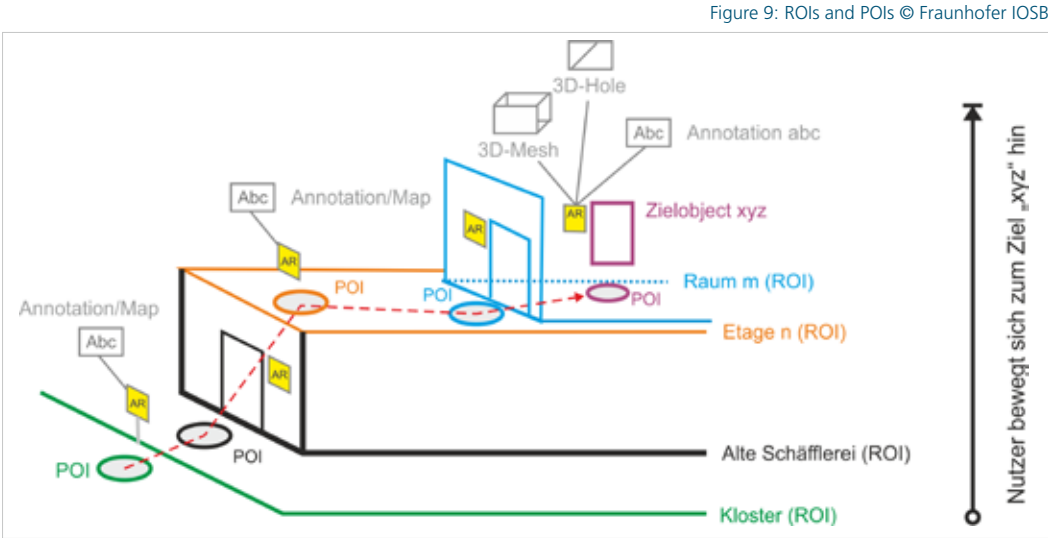 Figure 9: ROIs and POIs © Fraunhofer IOSB
3D-Hole
Abc
Annotation abc
3D-Mesh
Abc
Annotation/Map
AR
Zielobject xyz
AR
AR
POI
POI
Raum m (ROI)
POI
Annotation/Map
Etage n (ROI)
Abc
AR
AR
Alte Schäfflerei (ROI)
POI
POI
Kloster (ROI)
Nutzer bewegt sich zum Ziel „xyz“ hin